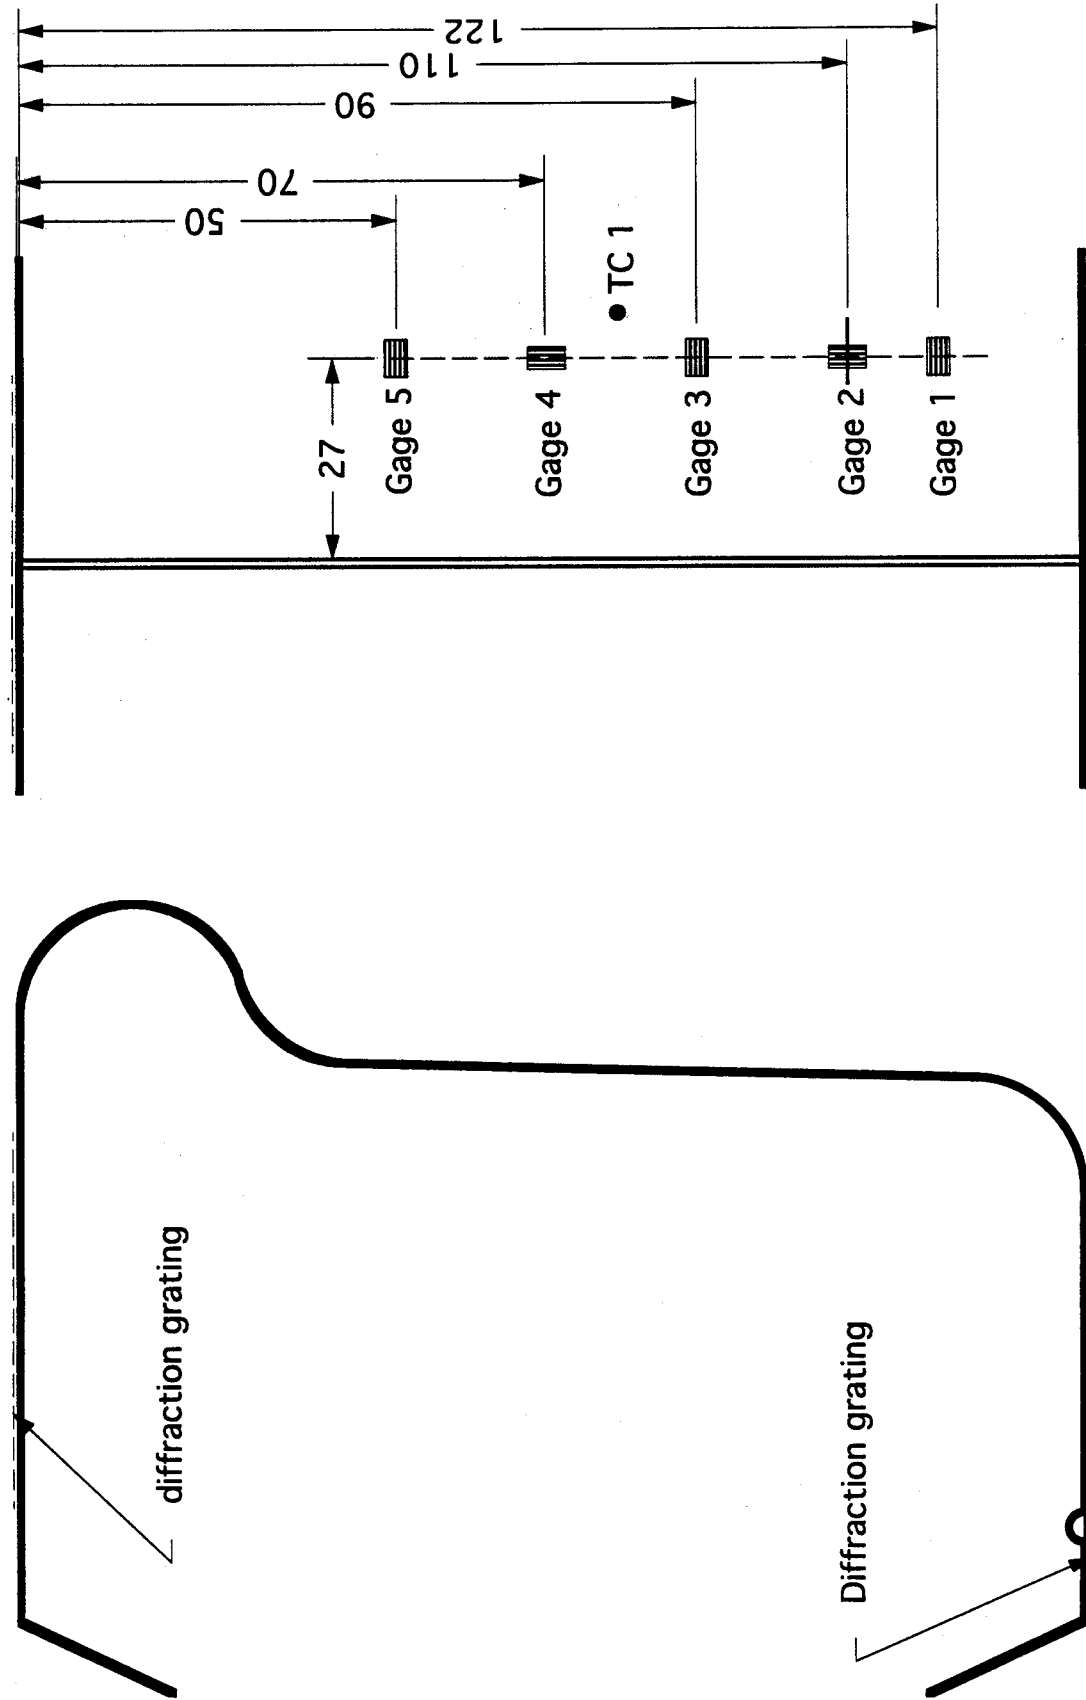 122
110
90
70
50
TC 1
27
Gage 5
Gage 4
Gage 3
Gage 2
Gage 1
diffraction grating
Diffraction grating